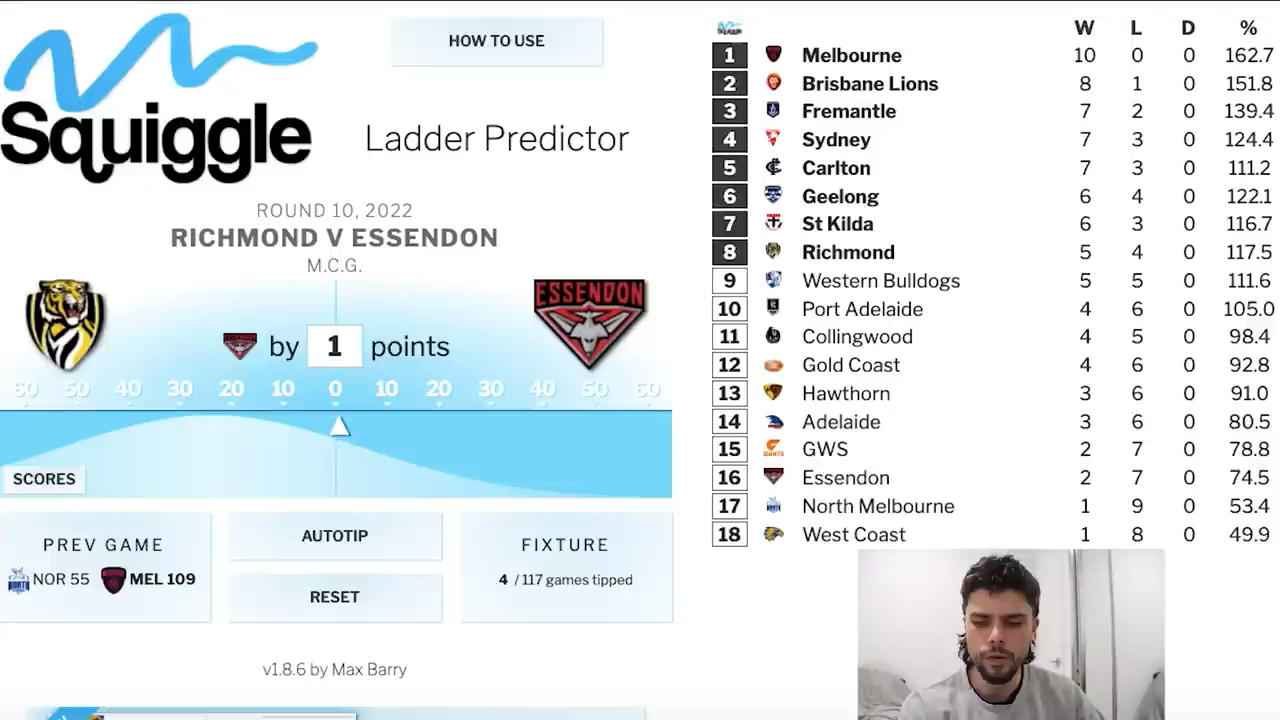 HOW TO USE
Squiggle
Ladder Predictor
ROUND 10, 2022
RICHMOND V ESSENDON
M.C.G.
ESSENDON
by 1 points
60 50 40 30 20 10 0 10 20 30 40 50 60
SCORES
PREV GAME
NOR 55 MEL 109
AUTOTIP
RESET
FIXTURE
4 / 117 games tipped
v1.8.6 by Max Barry
W L D %
1 Melbourne 10 0 0 162.7
2 Brisbane Lions 8 1 0 151.8
3 Fremantle 7 2 0 139.4
4 Sydney 7 3 0 124.4
5 Carlton 7 3 0 111.2
6 Geelong 6 4 0 122.1
7 St Kilda 6 3 0 116.7
8 Richmond 5 4 0 117.5
9 Western Bulldogs 5 5 0 111.6
10 Port Adelaide 4 6 0 105.0
11 Collingwood 4 5 0 98.4
12 Gold Coast 4 6 0 92.8
13 Hawthorn 3 6 0 91.0
14 Adelaide 3 6 0 80.5
15 GWS 2 7 0 78.8
16 Essendon 2 7 0 74.5
17 North Melbourne 1 9 0 53.4
18 West Coast 1 8 0 49.9